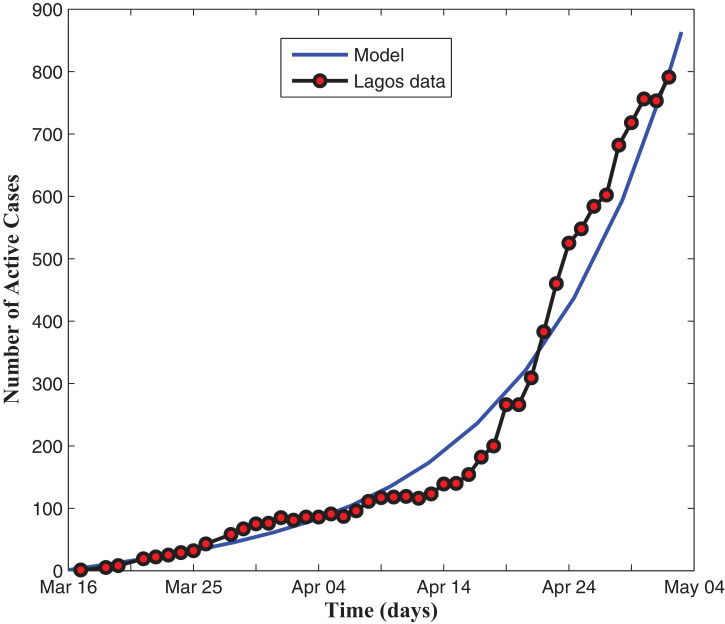 900
800
700
600
500
400
300
200
100
0
Number of Active Cases
Model
Lagos data
Mar 16 Mar 25 Apr 04 Apr 14 Apr 24 May 04
Time (days)